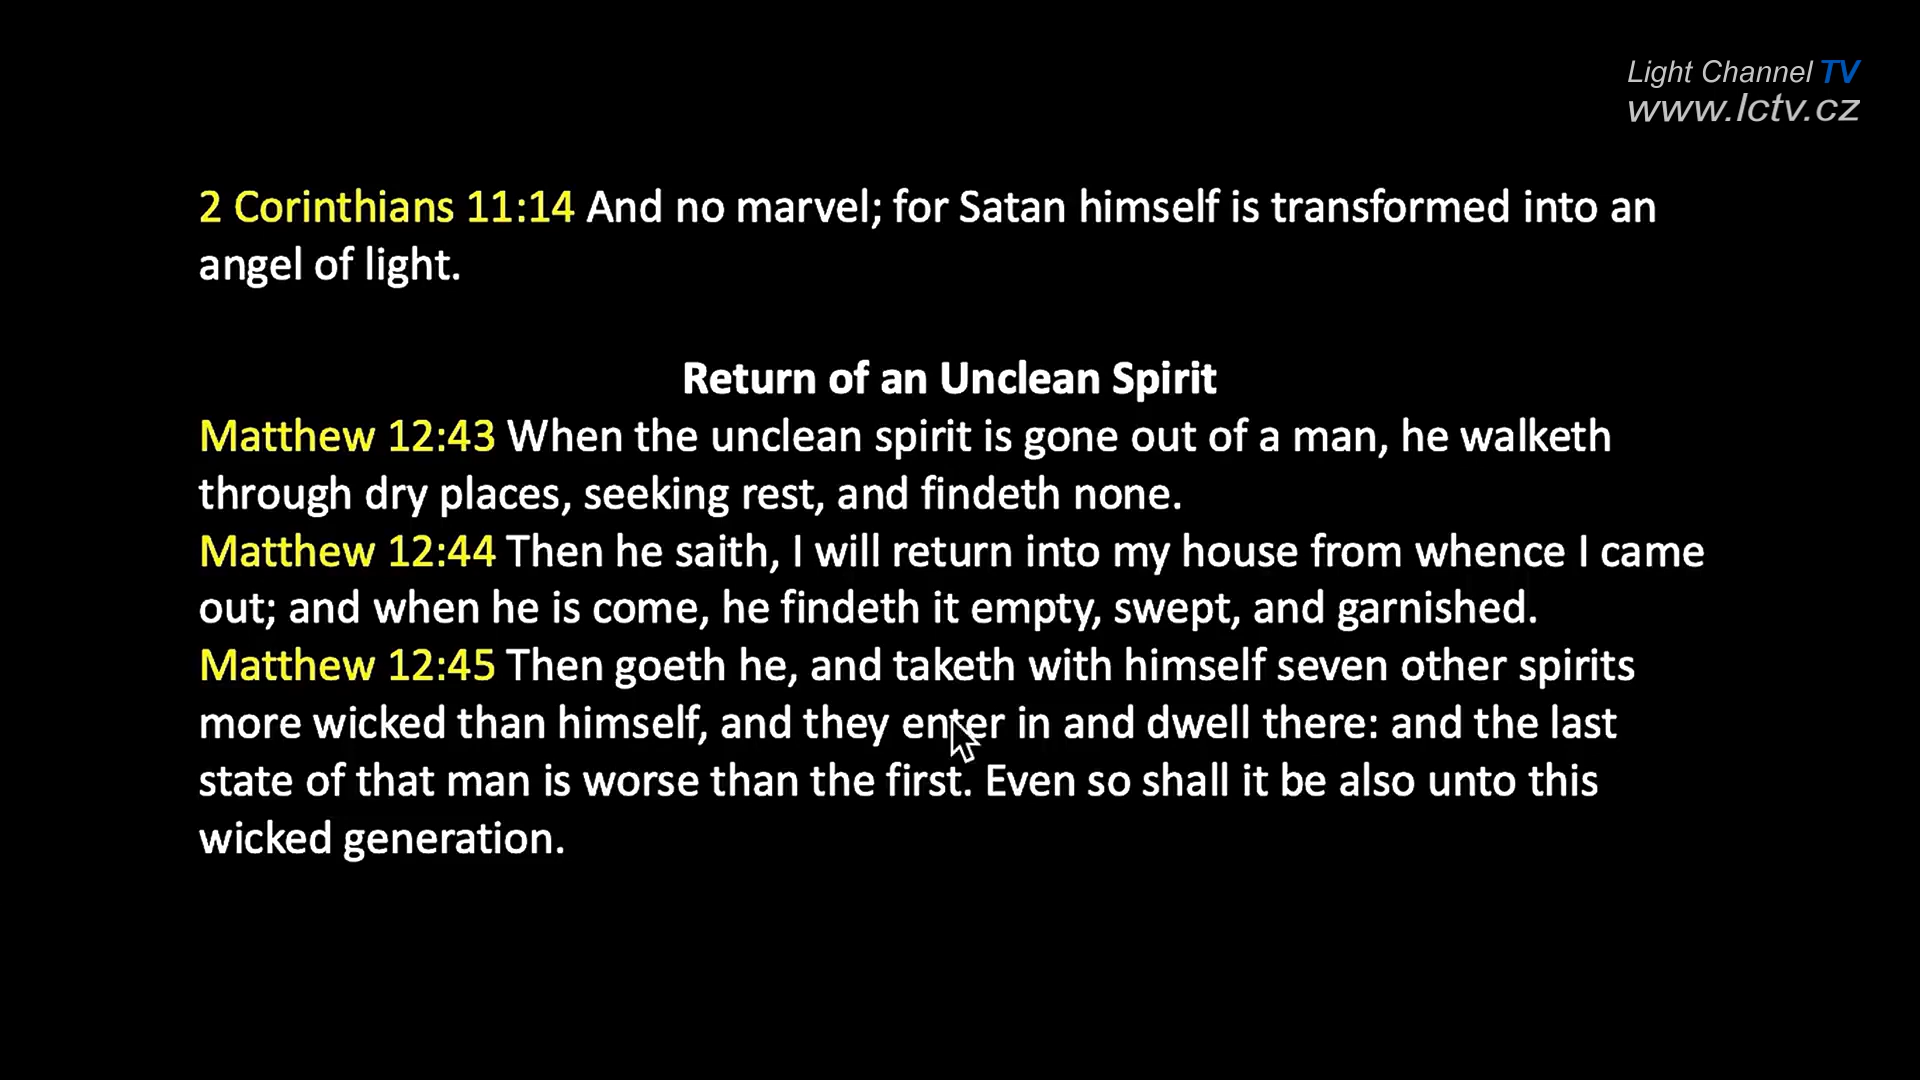 Light Channel TV
www.lctv.cz
2 Corinthians 11:14 And no marvel; for Satan himself is transformed into an
angel of light.
Return of an Unclean Spirit
Matthew 12:43 When the unclean spirit is gone out of a man, he walketh
through dry places, seeking rest, and findeth none.
Matthew 12:44 Then he saith, I will return into my house from whence I came
out; and when he is come, he findeth it empty, swept, and garnished.
Matthew 12:45 Then goeth he, and taketh with himself seven other spirits
more wicked than himself, and they enter in and dwell there: and the last
state of that man is worse than the first. Even so shall it be also unto this
wicked generation.